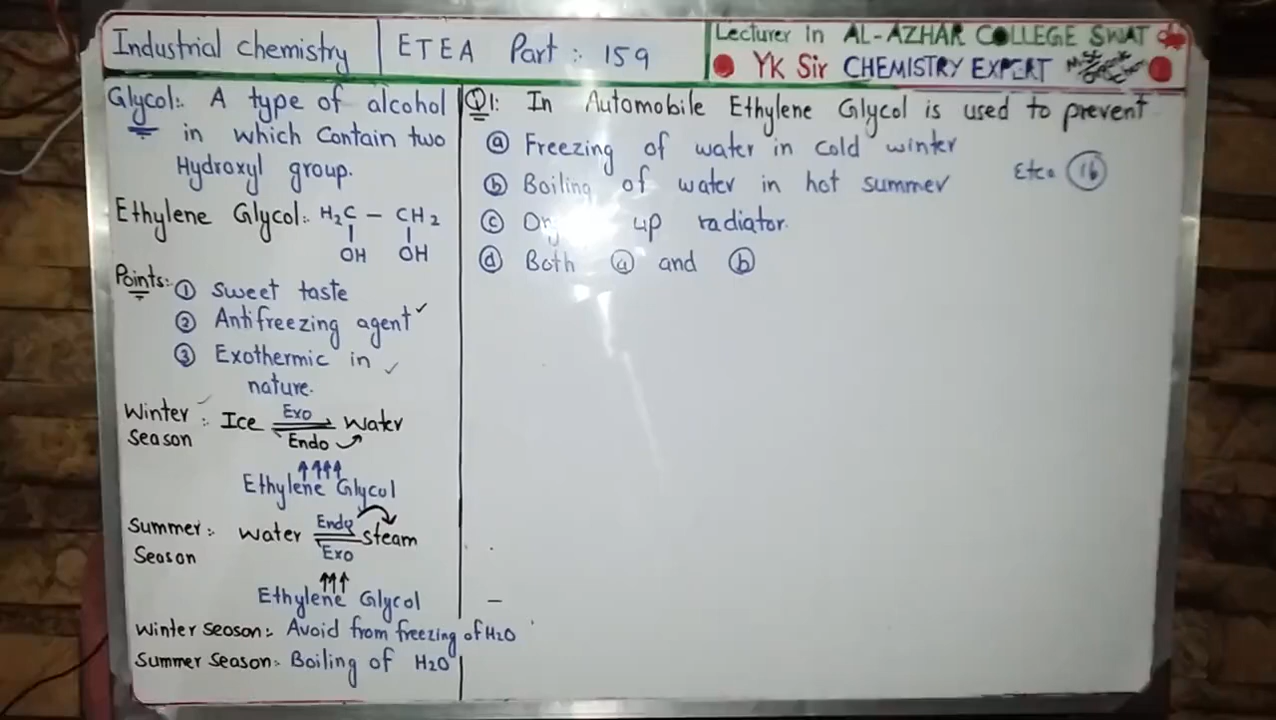 Industrial chemistry
ETEA Part :- 159
Lecturer In AL-AZHAR COLLEGE SWAT
YK Sir CHEMISTRY EXPERT
Glycol:. A type of alcohol
in which Contain two
Hydroxyl group.
Ethylene Glycol:. H2C – CH2
OH OH
Points:-
① Sweet taste
② Antifreezing agent ✓
③ Exothermic in ✓
nature.
Winter : Ice Exo Water
Season Endo
↑↑↑↑
Ethylene Glycol
Summer :. Water Endo Steam
Season Exo
↑↑↑
Ethylene Glycol
Winter Seoson:. Avoid from freezing of H2O
Summer Season:. Boiling of H2O
Q1: In Automobile Ethylene Glycol is used to prevent
ⓐ Freezing of water in cold winter
ⓑ Boiling of water in hot summer
Etea 16
ⓒ up radiator.
ⓓ Both ⓐ and ⓑ